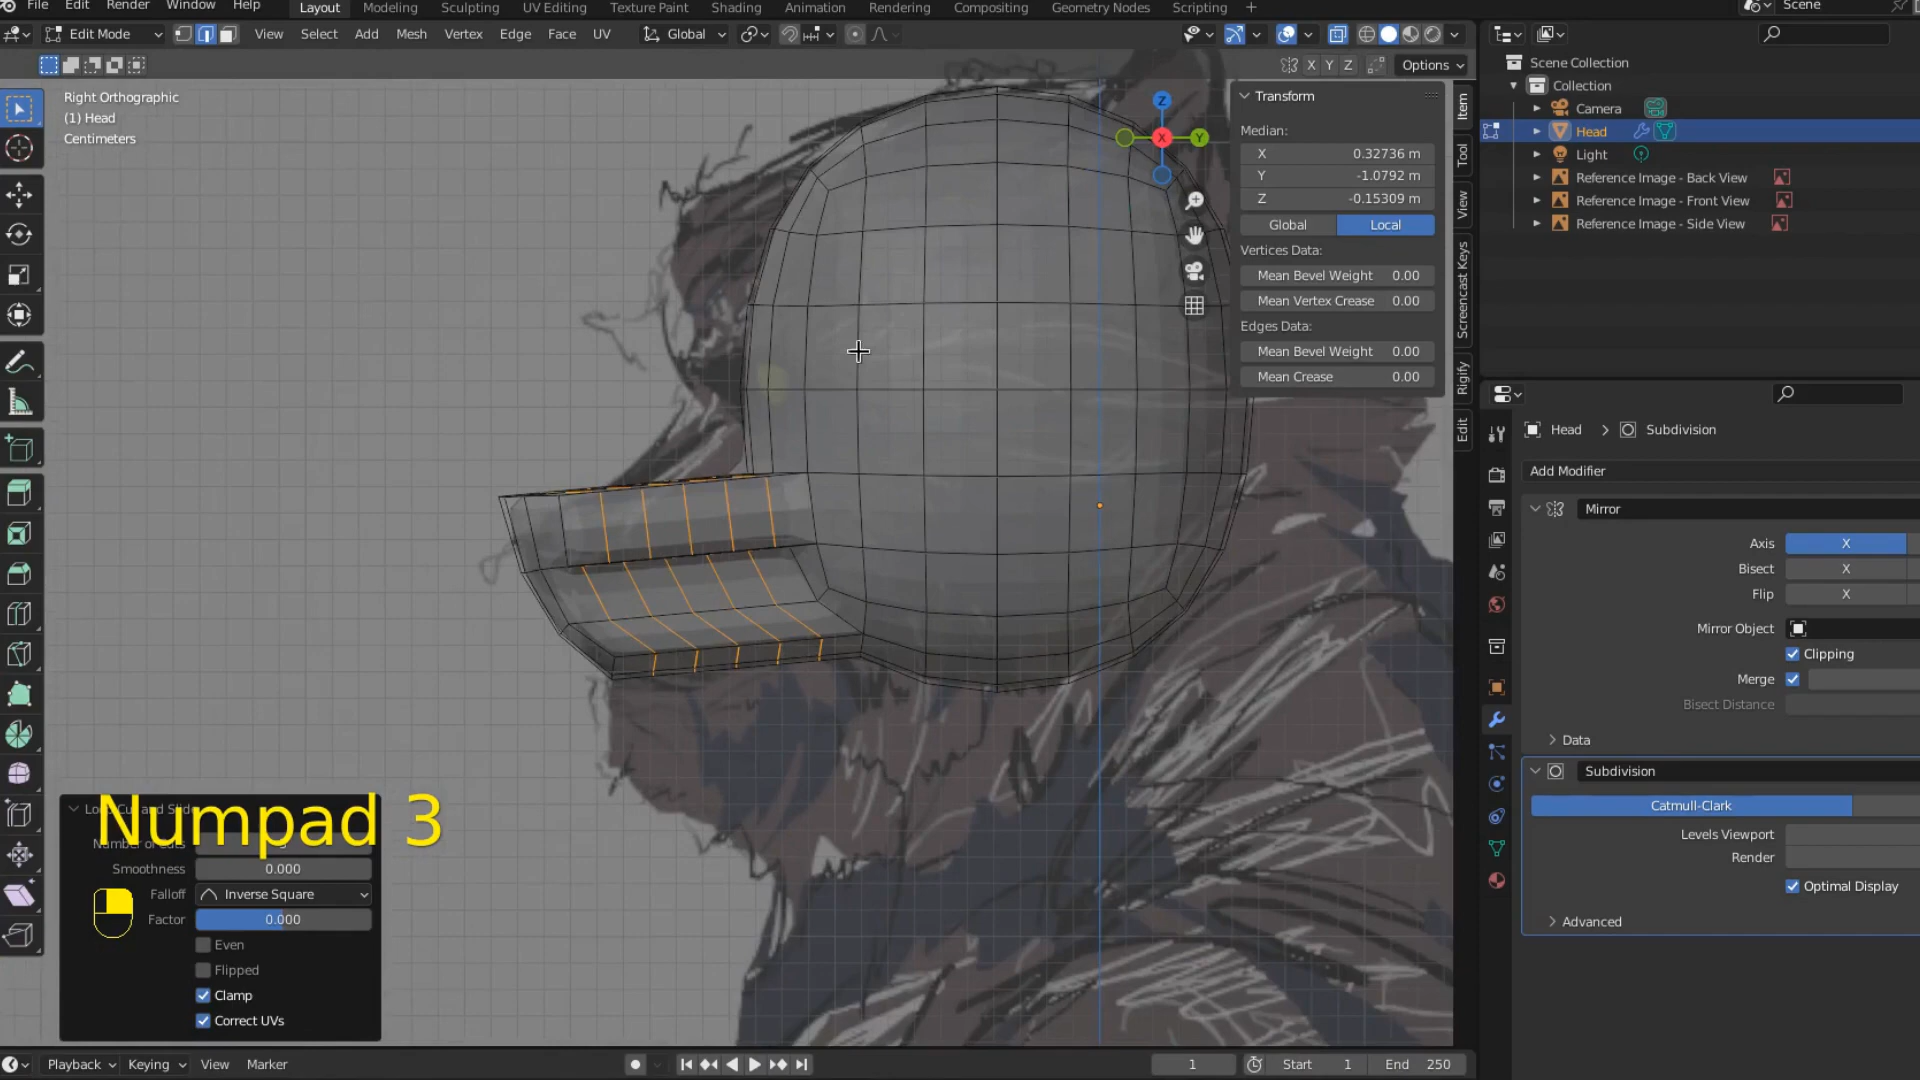 File Edit Render Window Help Layout Modeling Sculpting UV Editing Texture Paint Shading Animation Rendering Compositing Geometry Nodes Scripting + Scene
Edit Mode View Select Add Mesh Vertex Edge Face UV Global
X Y Z Options
Right Orthographic
(1) Head
Centimeters
Z
X
Y
Transform
Median:
X 0.32736 m
Y -1.0792 m
Z -0.15309 m
Global Local
Vertices Data:
Mean Bevel Weight 0.00
Mean Vertex Crease 0.00
Edges Data:
Mean Bevel Weight 0.00
Mean Crease 0.00
Item
Tool
View
Screencast Keys
Rigify
Edit
Scene Collection
Collection
Camera
Head
Light
Reference Image - Back View
Reference Image - Front View
Reference Image - Side View
Head > Subdivision
Add Modifier
Mirror
Axis X
Bisect X
Flip X
Mirror Object
Clipping
Merge
Bisect Distance
Data
Subdivision
Catmull-Clark
Levels Viewport
Render
Optimal Display
Advanced
Numpad 3
Smoothness 0.000
Falloff Inverse Square
Factor 0.000
Even
Flipped
Clamp
Correct UVs
Playback Keying View Marker 1 Start 1 End 250